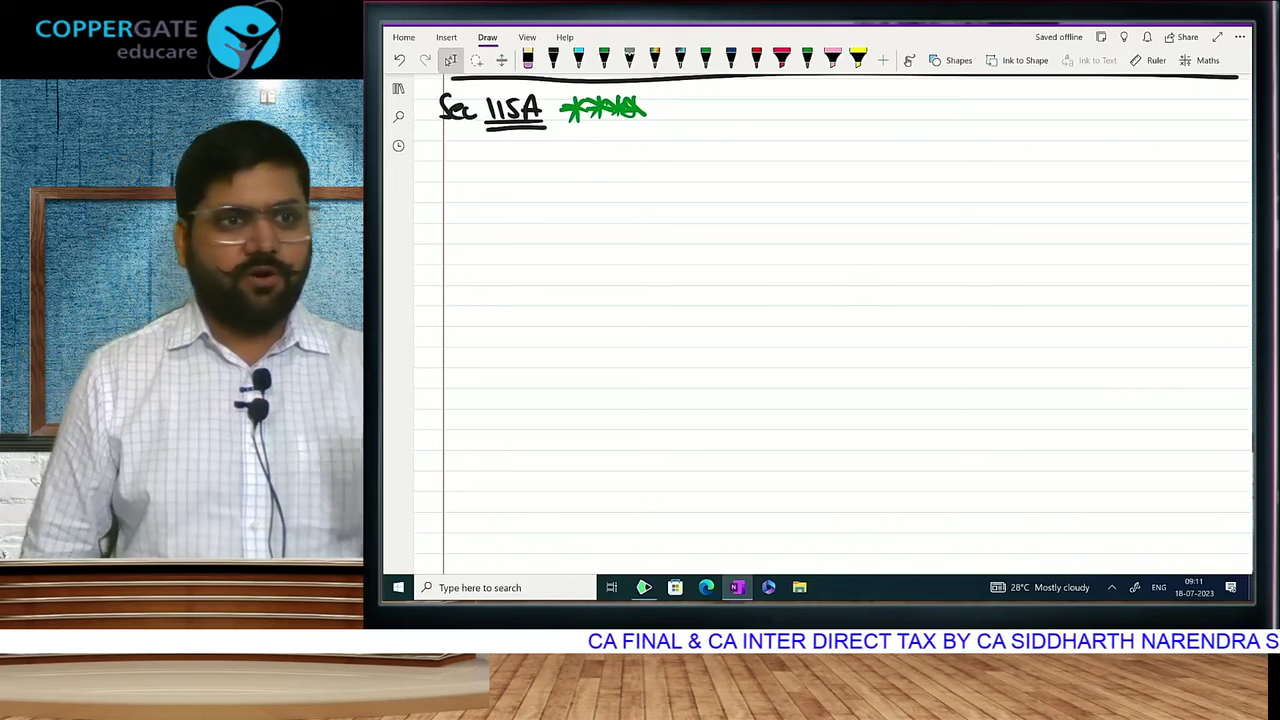 COPPERGATE
educare
Home Insert Draw View Help
Saved offline
Share
Shapes
Ink to Shape
Ink to Text
Ruler
Maths
Sec 115A
Type here to search
28°C Mostly cloudy
ENG
09:11
18-07-2023
CA FINAL & CA INTER DIRECT TAX BY CA SIDDHARTH NARENDRA S